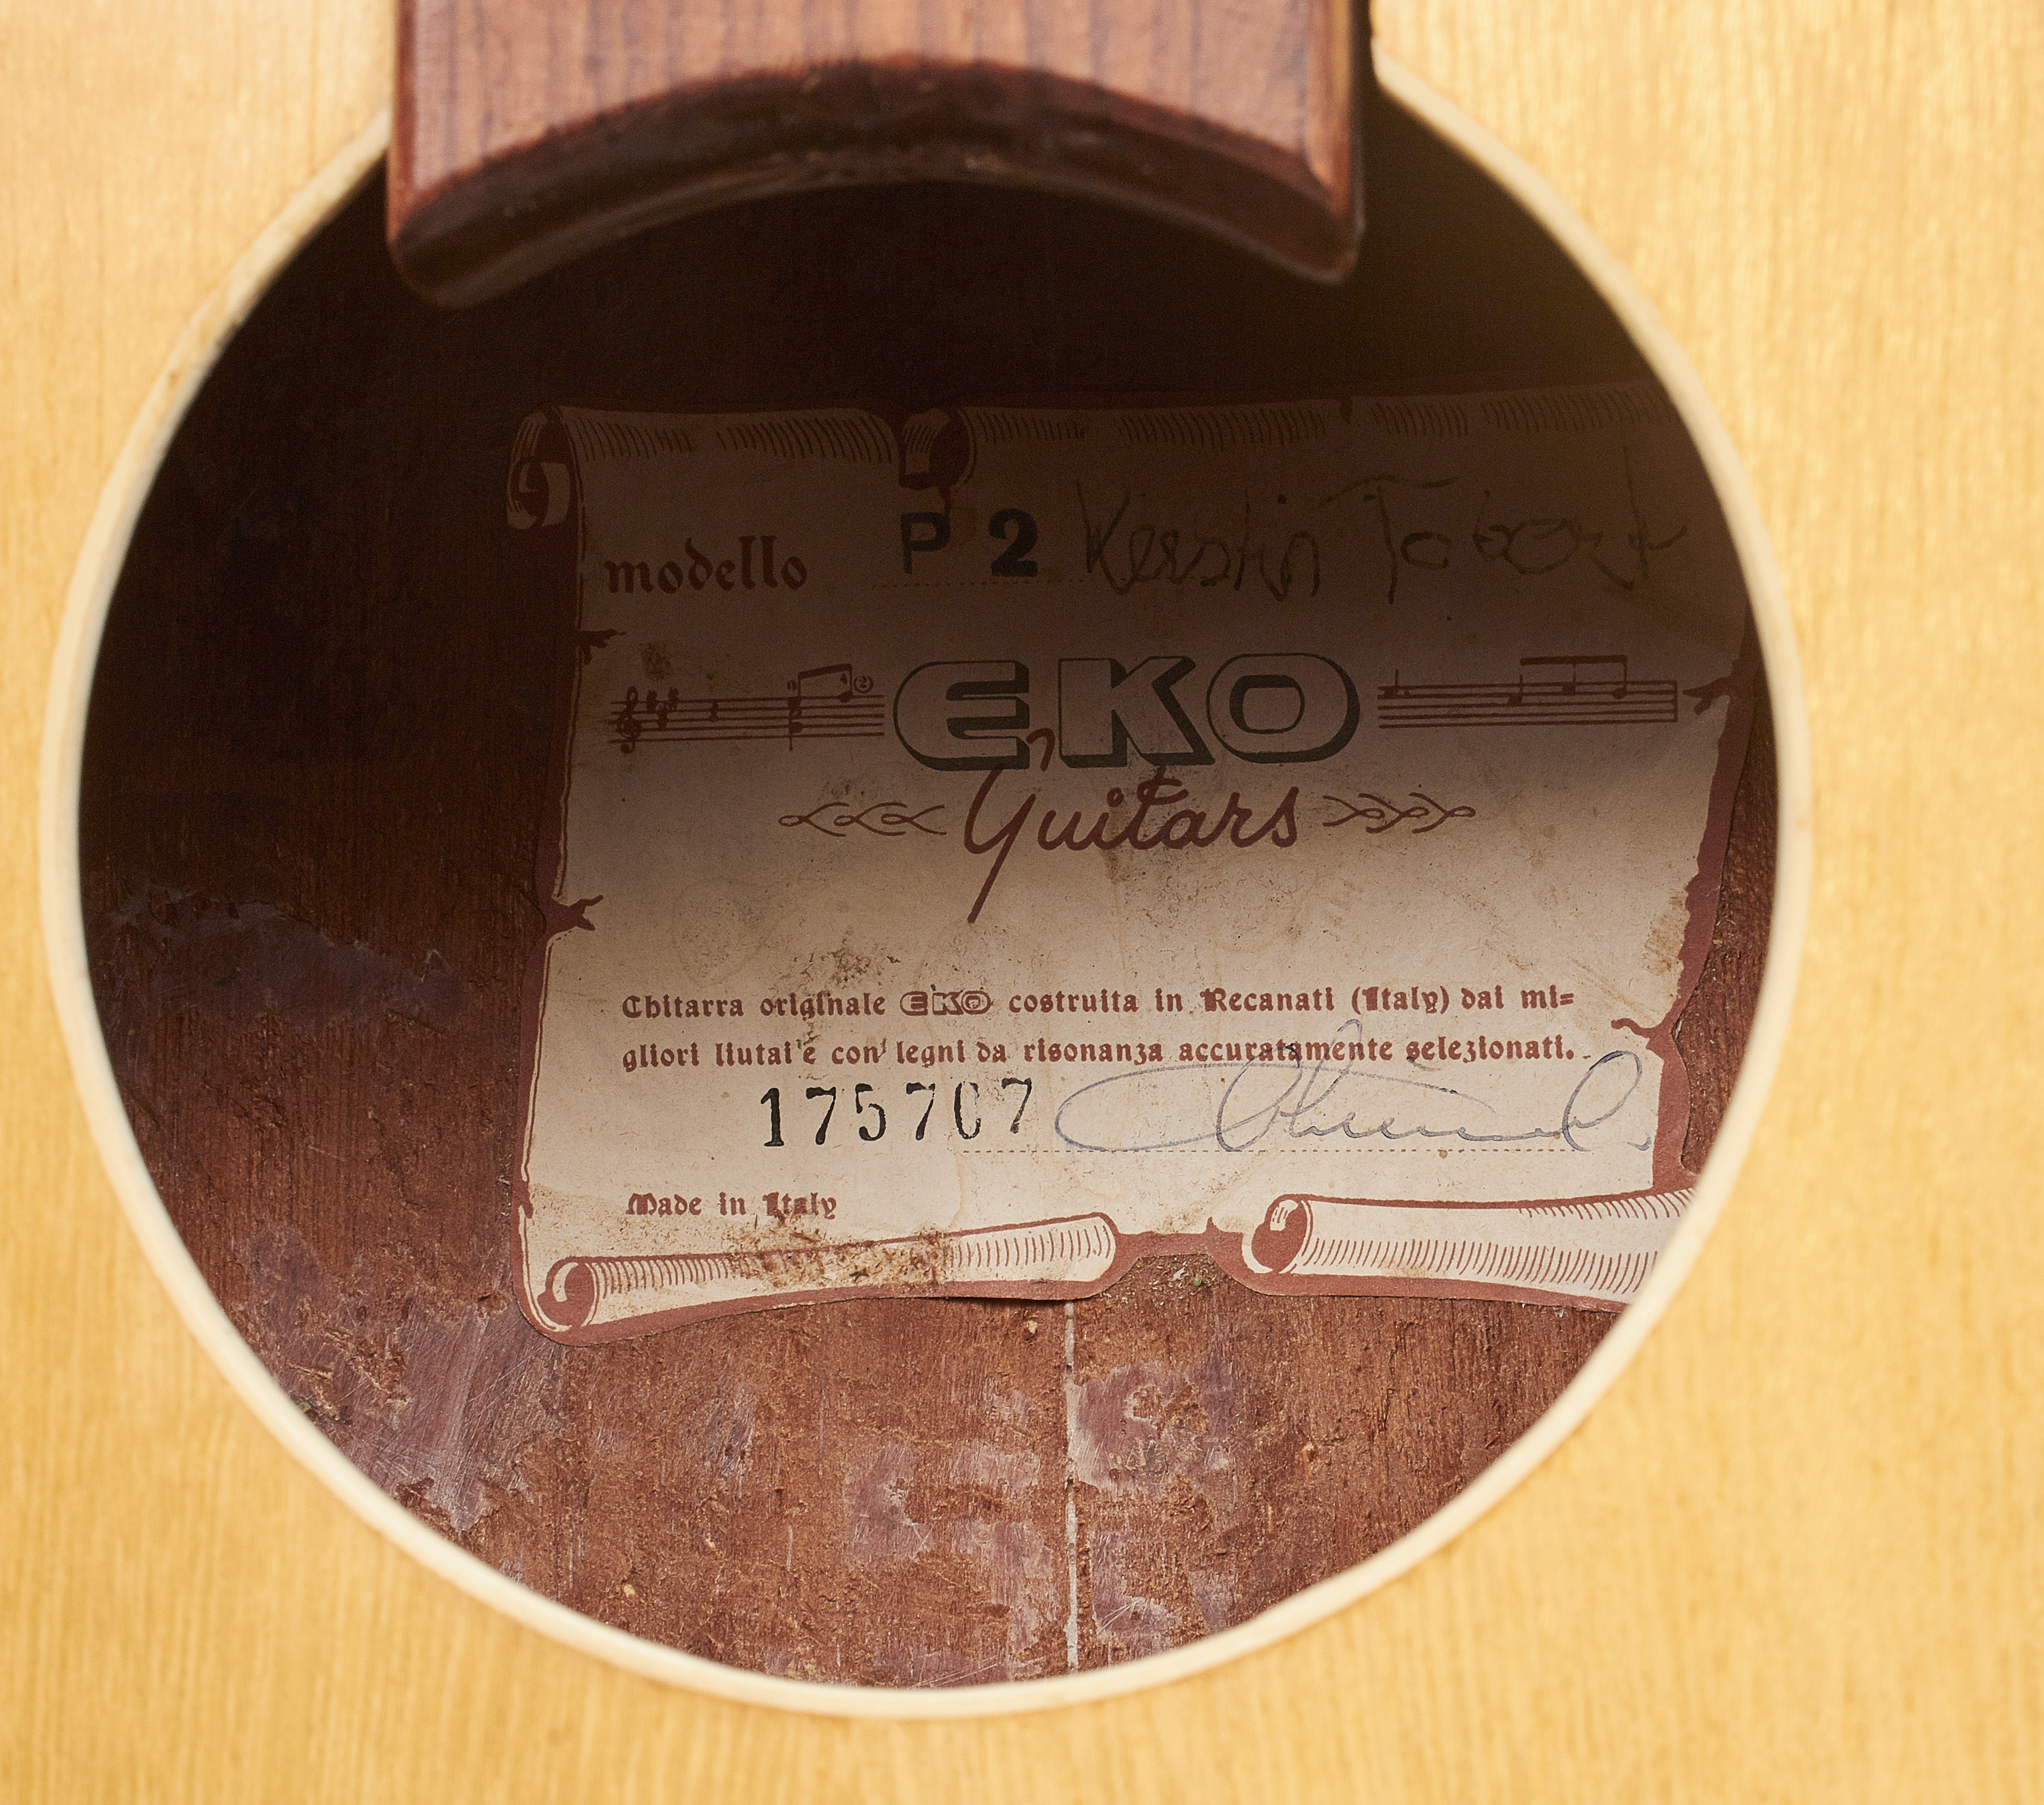 modello P 2 Kerstin
EKO
Guitars
Chitarra originale EKO costruita in Recanati (Italy) dai mi=
gliori liutai e con legni da risonanza accuratamente selezionati.
175707
Made in Italy